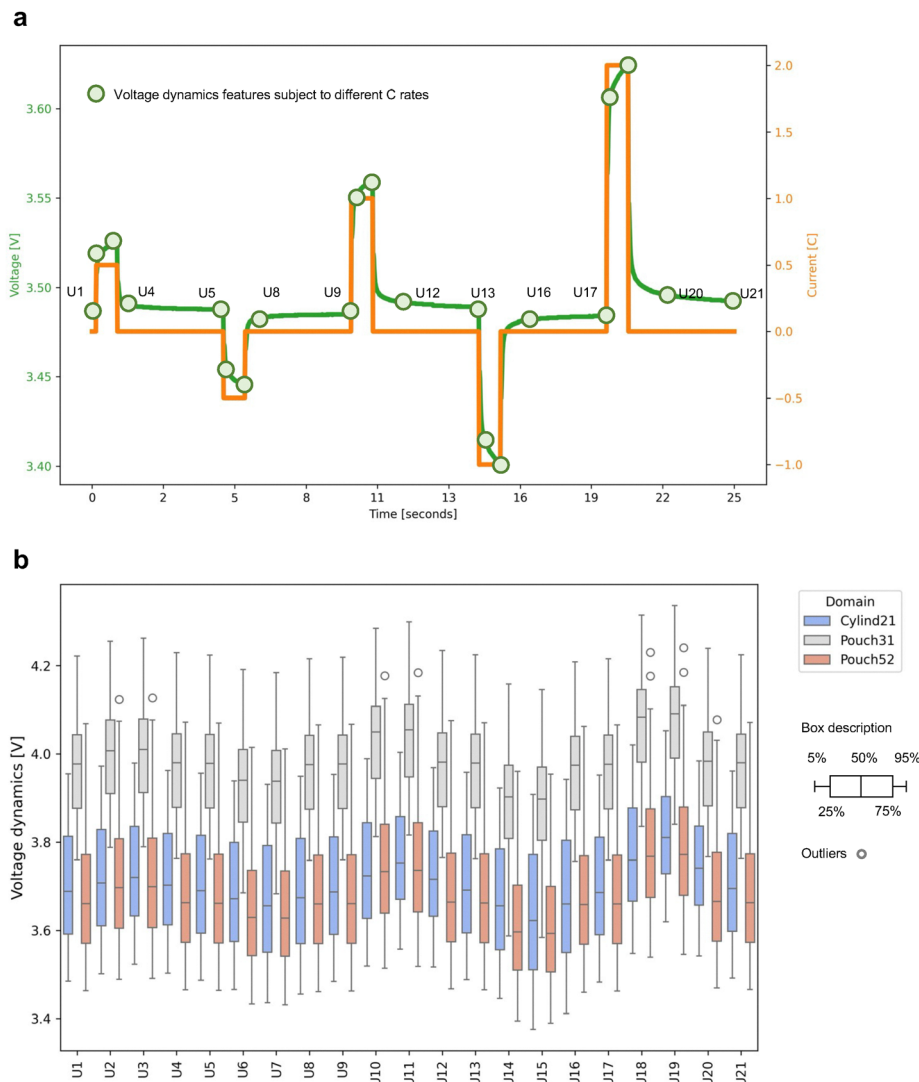 a
Voltage dynamics features subject to different C rates
3.60
3.55
3.50
3.45
3.40
Voltage [V]
2.0
1.5
1.0
0.5
0.0
−0.5
−1.0
Current [C]
U1 U4 U5 U8 U9 U12 U13 U16 U17 U20 U21
0 2 5 8 11 13 16 19 22 25
Time [seconds]
b
4.2
4.0
3.8
3.6
3.4
Voltage dynamics [V]
U1 U2 U3 U4 U5 U6 U7 U8 U9 U10 U11 U12 U13 U14 U15 U16 U17 U18 U19 U20 U21
Domain
Cylind21
Pouch31
Pouch52
Box description
5% 50% 95%
25% 75%
Outliers